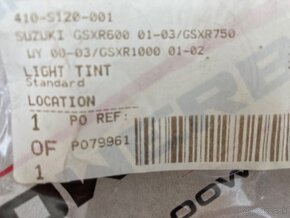 410-S120-001
SUZUKI GSXR600 01-03/GSXR750
WY 00-03/GSXR1000 01-02
LIGHT TINT
Standard
LOCATION
1 PO REF:
OF PO79961
1